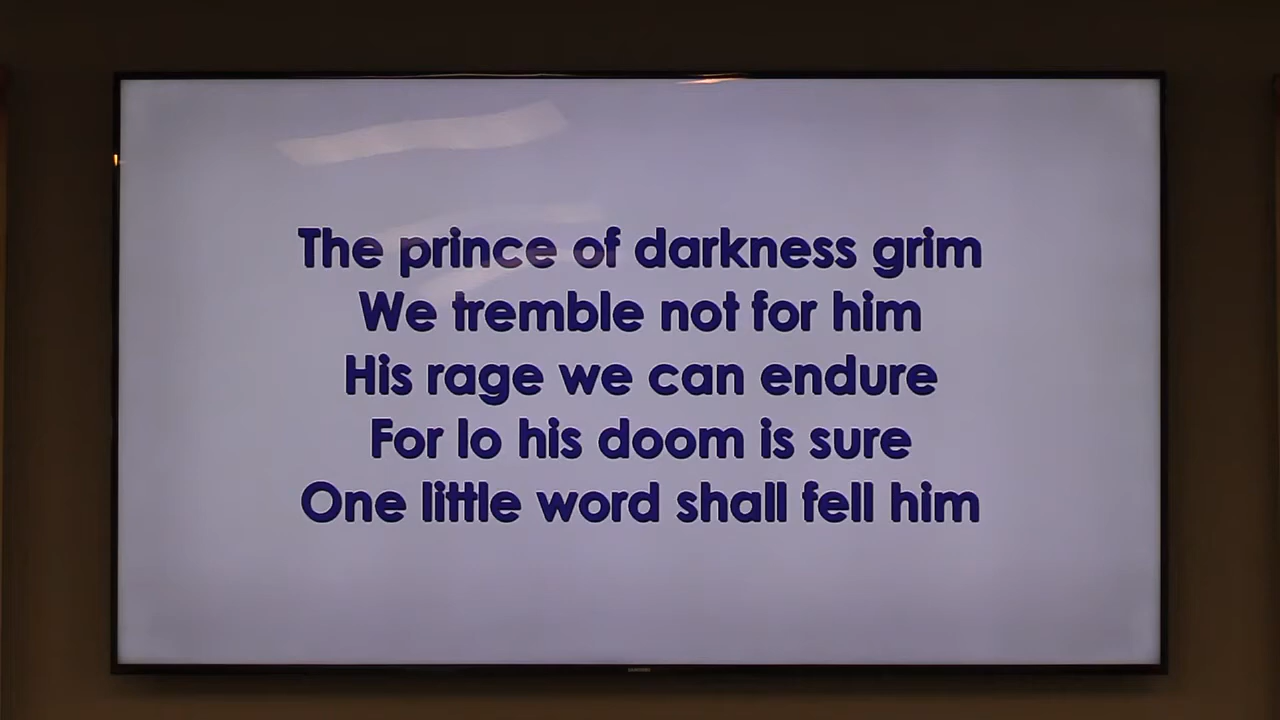 The prince of darkness grim
We tremble not for him
His rage we can endure
For lo his doom is sure
One little word shall fell him